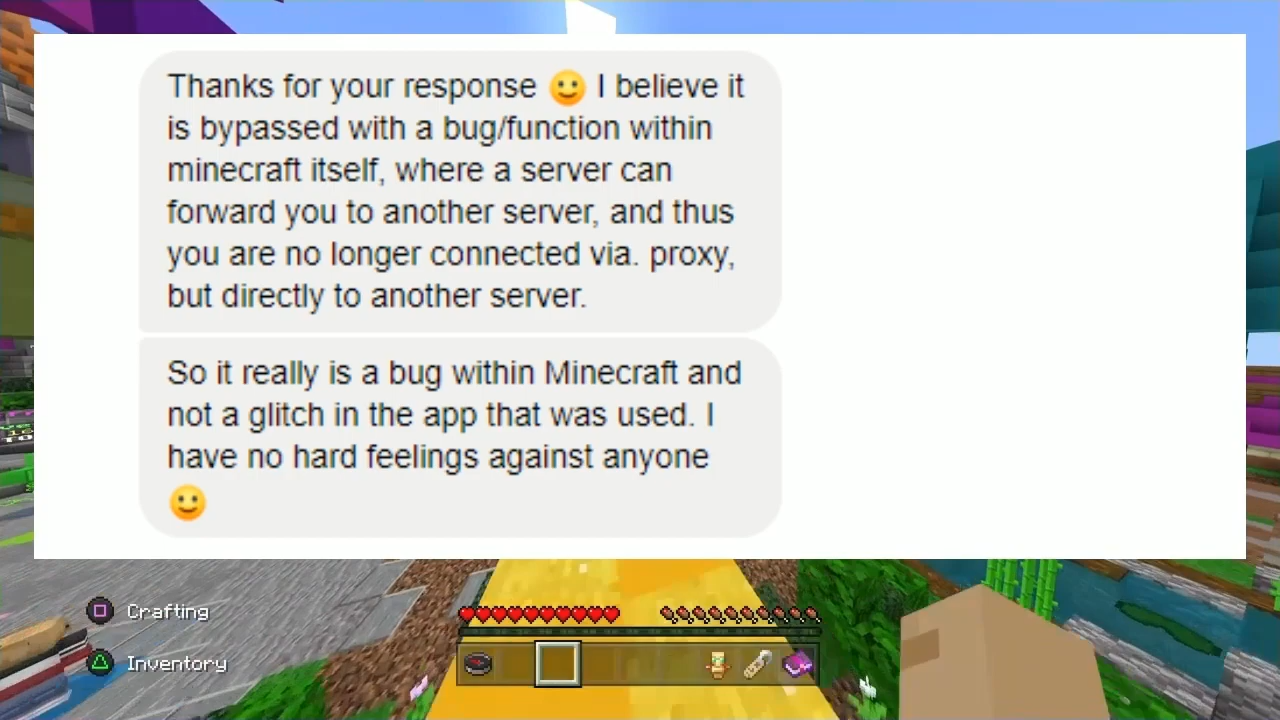 Thanks for your response 🙂 I believe it
is bypassed with a bug/function within
minecraft itself, where a server can
forward you to another server, and thus
you are no longer connected via. proxy,
but directly to another server.
So it really is a bug within Minecraft and
not a glitch in the app that was used. I
have no hard feelings against anyone
🙂
Crafting
Inventory